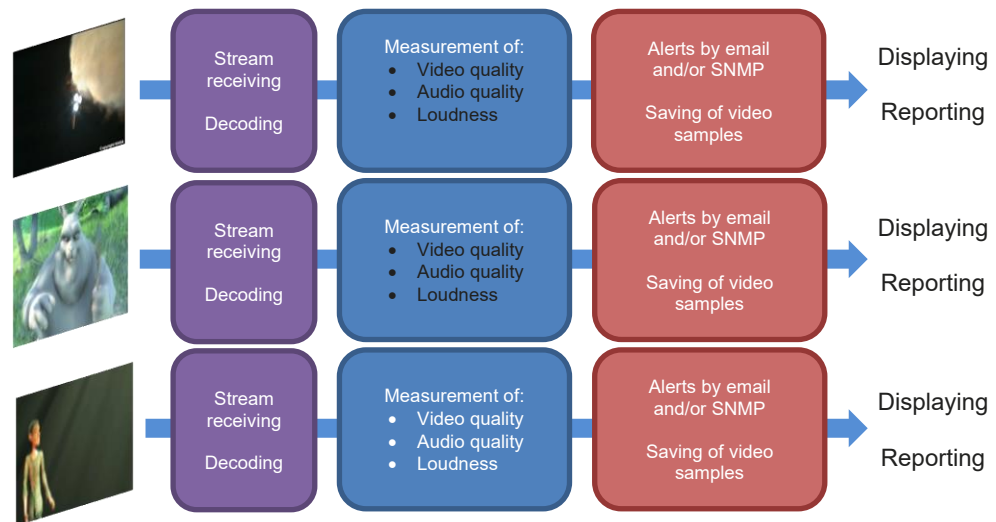 Stream
receiving
Decoding
Measurement of:
• Video quality
• Audio quality
• Loudness
Alerts by email
and/or SNMP
Saving of video
samples
Displaying
Reporting
Stream
receiving
Decoding
Measurement of:
• Video quality
• Audio quality
• Loudness
Alerts by email
and/or SNMP
Saving of video
samples
Displaying
Reporting
Stream
receiving
Decoding
Measurement of:
• Video quality
• Audio quality
• Loudness
Alerts by email
and/or SNMP
Saving of video
samples
Displaying
Reporting